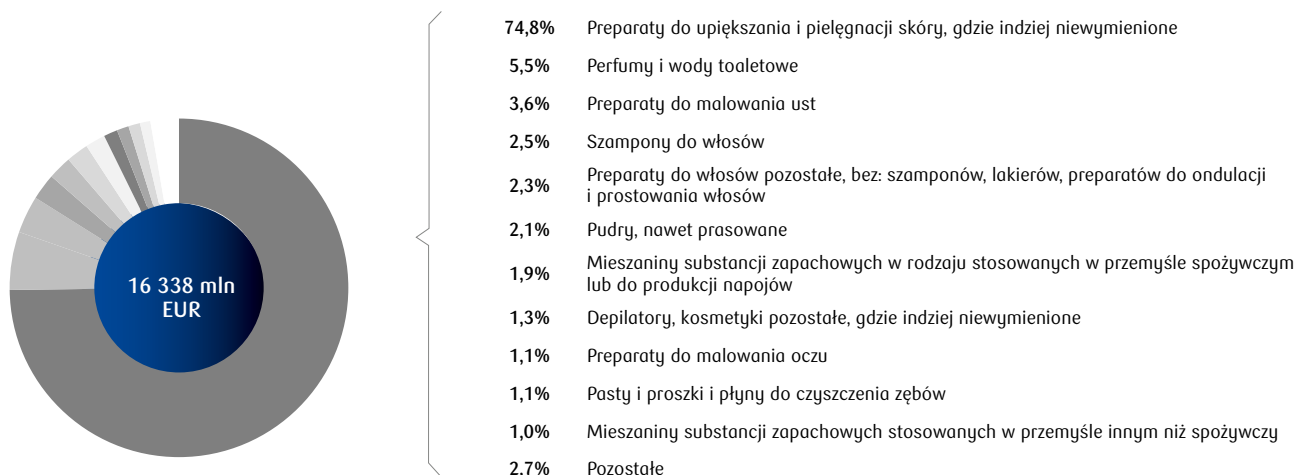 74,8% Preparaty do upiększania i pielęgnacji skóry, gdzie indziej niewymienione
5,5% Perfumy i wody toaletowe
3,6% Preparaty do malowania ust
2,5% Szampony do włosów
2,3% Preparaty do włosów pozostałe, bez: szamponów, lakierów, preparatów do ondulacji
i prostowania włosów
2,1% Pudry, nawet prasowane
1,9% Mieszaniny substancji zapachowych w rodzaju stosowanych w przemyśle spożywczym
lub do produkcji napojów
1,3% Depilatory, kosmetyki pozostałe, gdzie indziej niewymienione
1,1% Preparaty do malowania oczu
1,1% Pasty i proszki i płyny do czyszczenia zębów
1,0% Mieszaniny substancji zapachowych stosowanych w przemyśle innym niż spożywczy
2,7% Pozostałe
16 338 mln
EUR